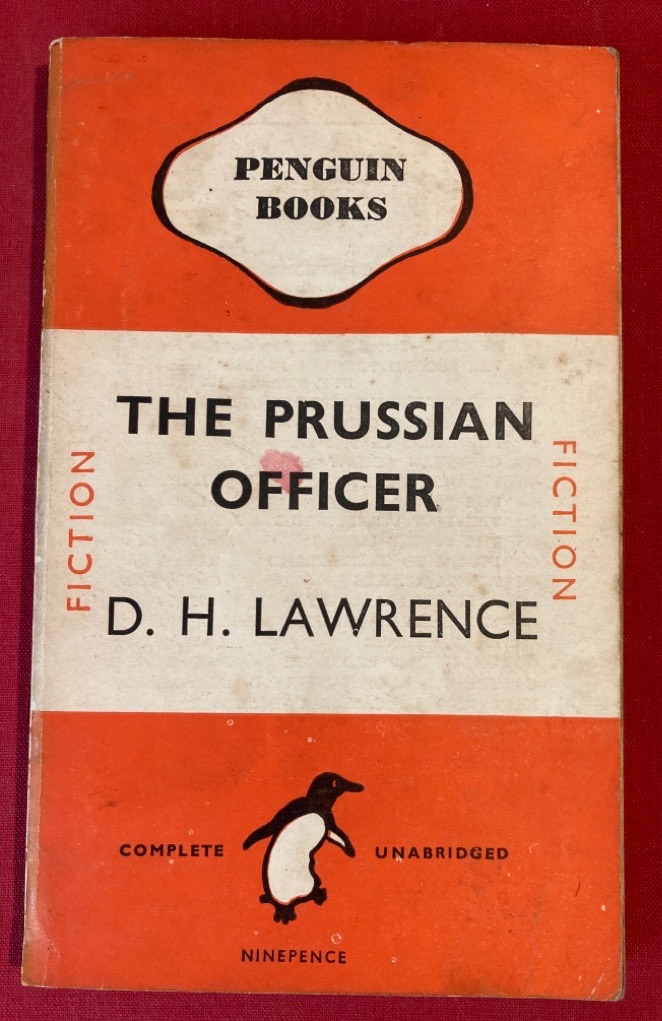 PENGUIN
BOOKS
THE PRUSSIAN
OFFICER
FICTION
FICTION
D. H. LAWRENCE
COMPLETE UNABRIDGED
NINEPENCE